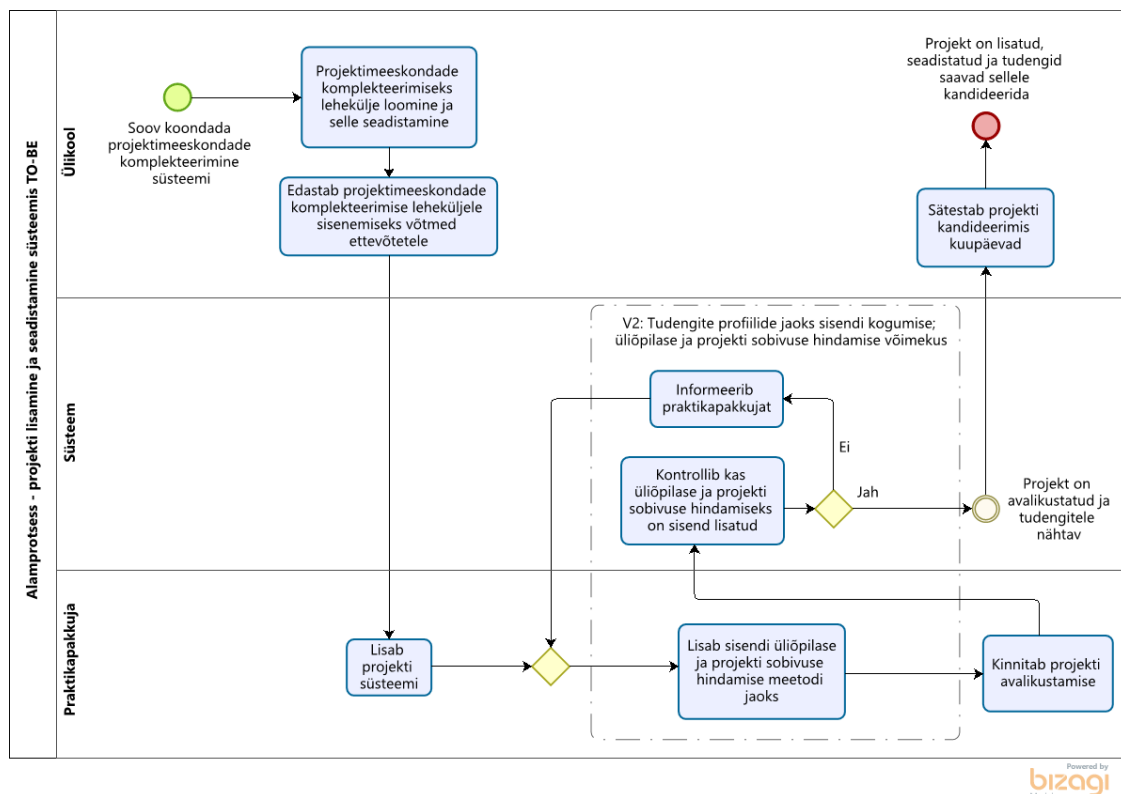 Alamprotsess - projekti lisamine ja seadistamine süsteemis TO-BE
Ülikool
Soov koondada
projektimeeskondade
komplekteerimine
süsteemi
Projektimeeskondade
komplekteerimiseks
lehekülje loomine ja
selle seadistamine
Edastab projektimeeskondade
komplekteerimise leheküljele
sisenemiseks võtmed
ettevõtetele
Projekt on lisatud,
seadistatud ja tudengid
saavad sellele
kandideerida
Sätestab projekti
kandideerimis
kuupäevad
Süsteem
V2: Tudengite profiilide jaoks sisendi kogumise;
üliõpilase ja projekti sobivuse hindamise võimekus
Informeerib
praktikapakkujat
Ei
Kontrollib kas
üliõpilase ja projekti
sobivuse hindamiseks
on sisend lisatud
Jah
Projekt on
avalikustatud ja
tudengitele
nähtav
Praktikapakkuja
Lisab
projekti
süsteemi
Lisab sisendi üliõpilase
ja projekti sobivuse
hindamise meetodi
jaoks
Kinnitab projekti
avalikustamise
Powered by
bizagi